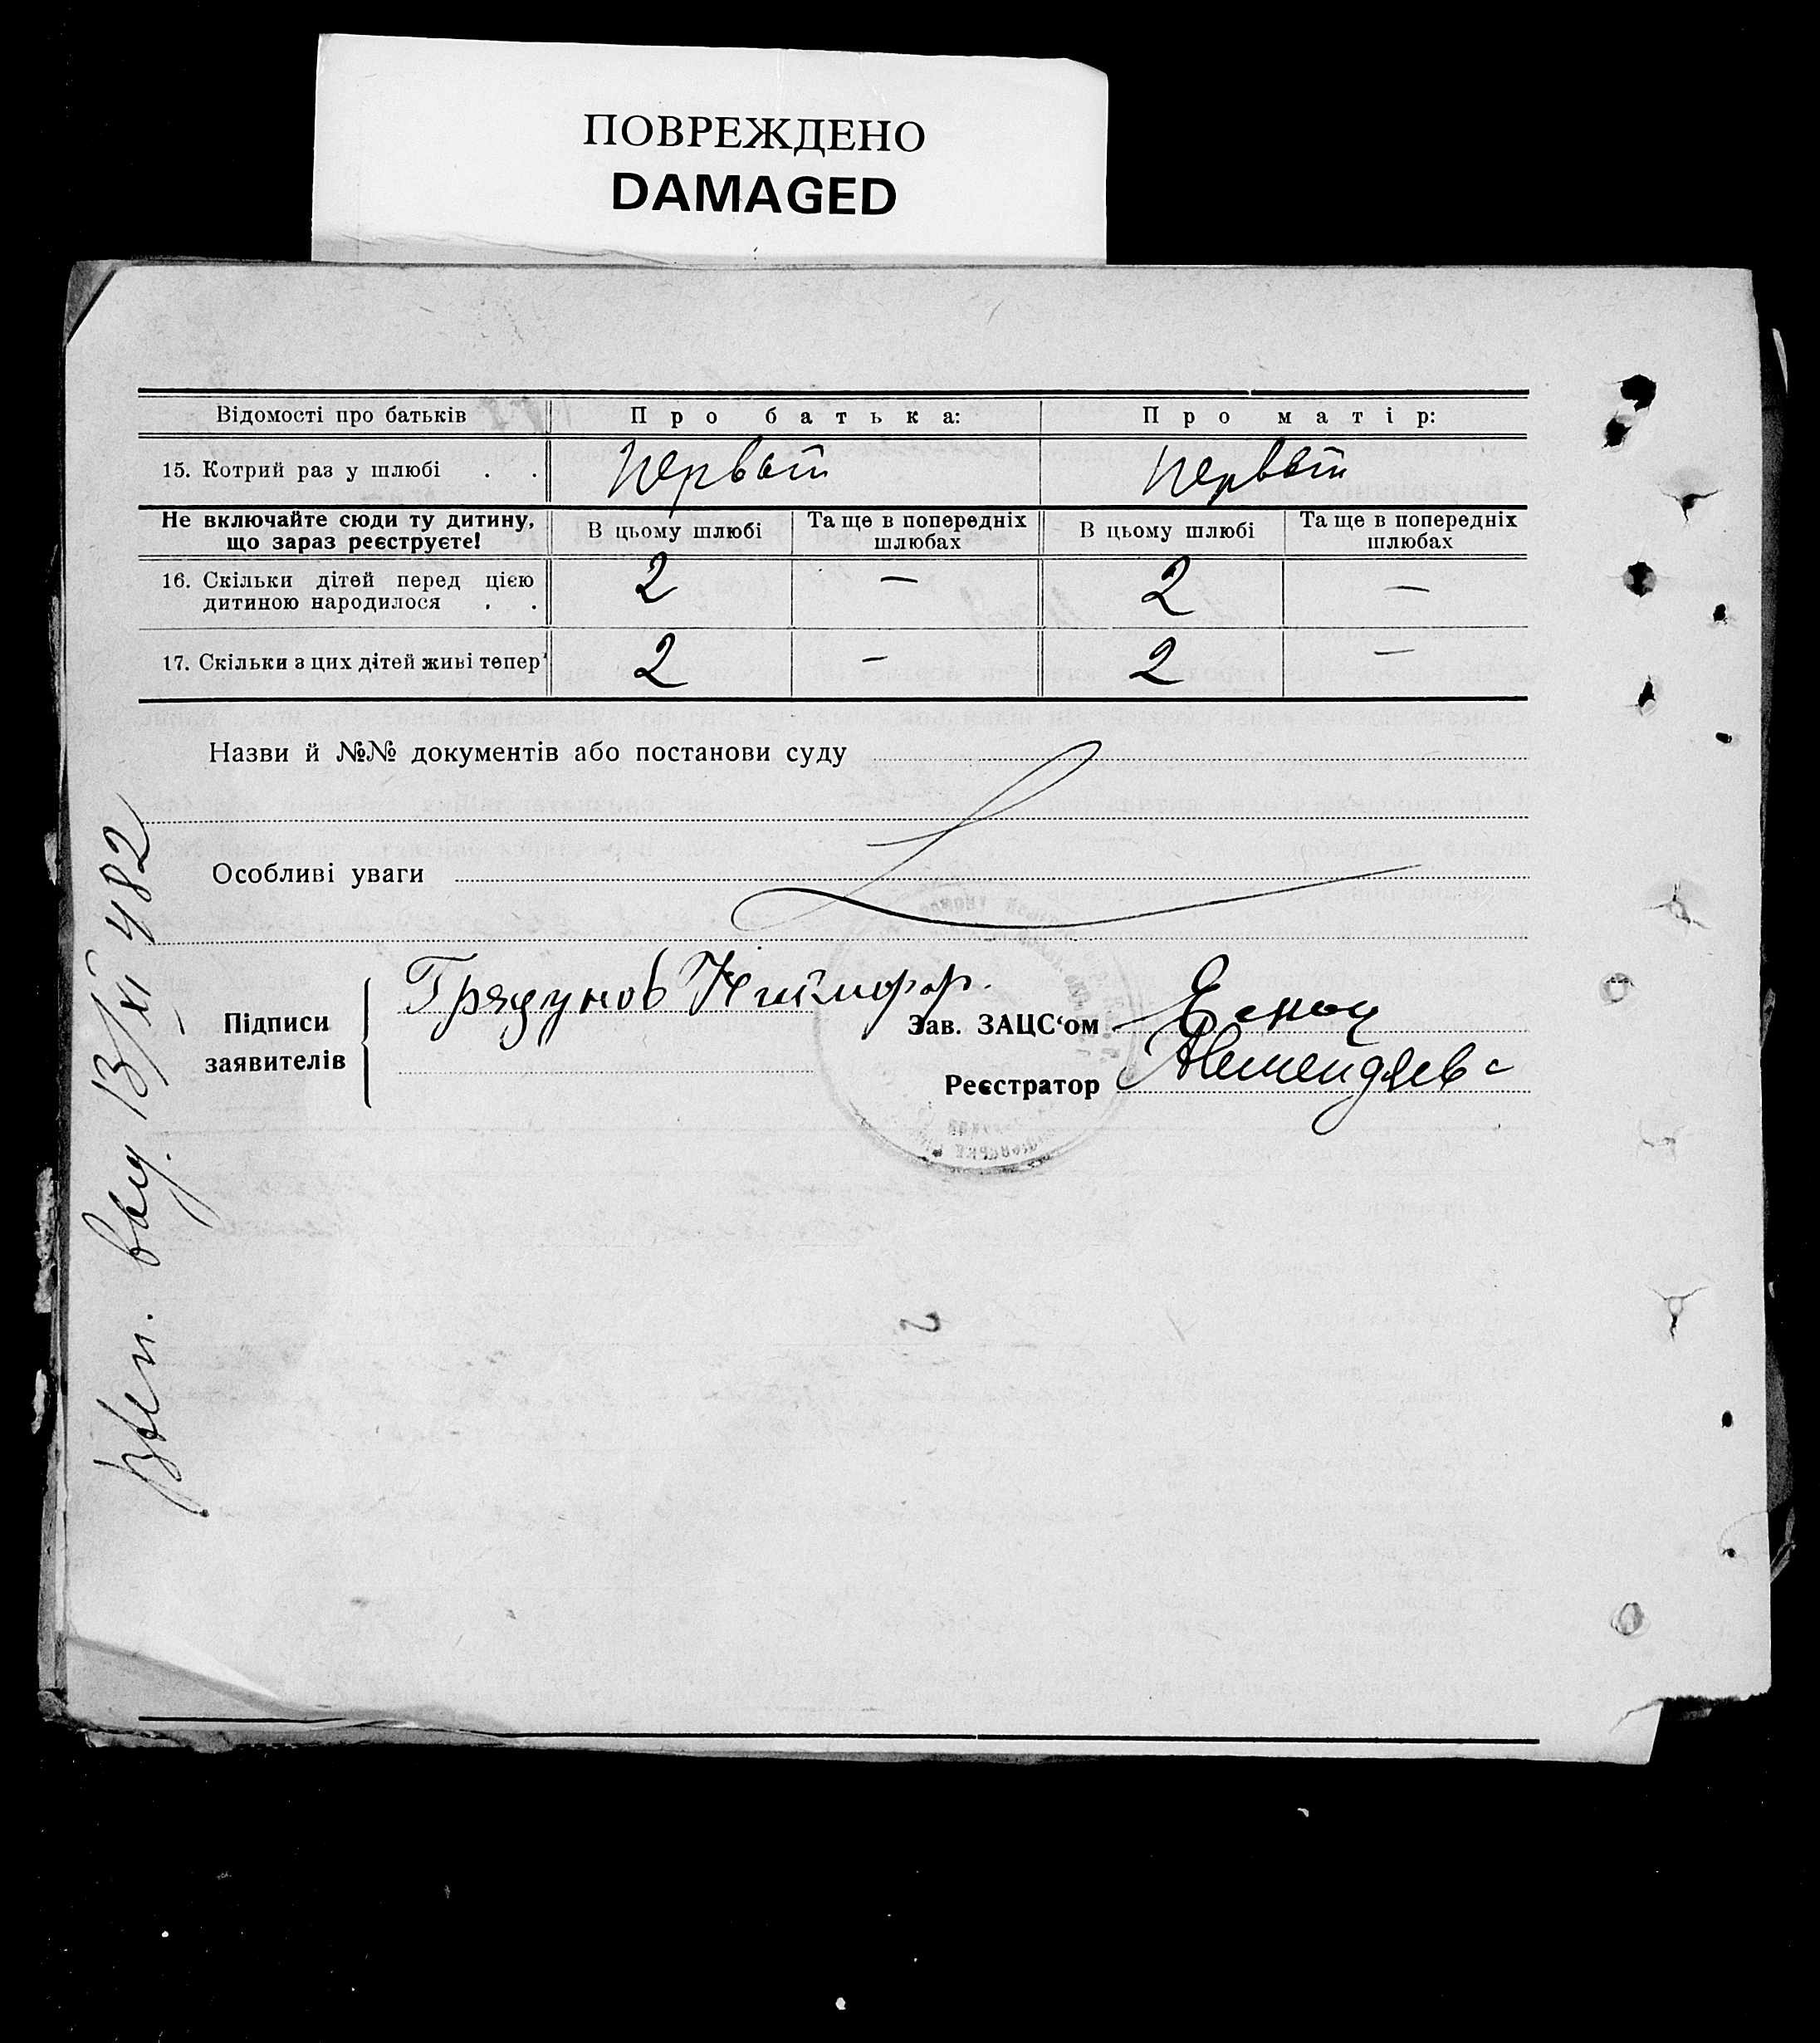 ПОВРЕЖДЕНО
DAMAGED
Відомості про батьків Про батька: Про матір:
15. Котрий раз у шлюбі . . первый первый
Не включайте сюди ту дитину, що зараз реєструєте! В цьому шлюбі Та ще в попередніх шлюбах В цьому шлюбі Та ще в попередніх шлюбах
16. Скільки дітей перед цією
дитиною народилося . . 2 — 2 —
17. Скільки з цих дітей живі тепер 2 — 2 —
Назви й №№ документів або постанови суду
Особливі уваги
Підписи
заявителів
Грядунов
Зав. ЗАЦС‘ом
Реєстратор
13/XI 482